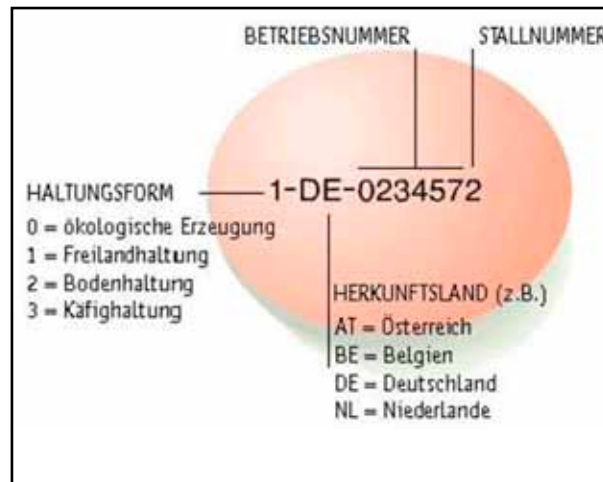 BETRIEBSNUMMER STALLNUMMER
1-DE-0234572
HALTUNGSFORM
0 = ökologische Erzeugung
1 = Freilandhaltung
2 = Bodenhaltung
3 = Käfighaltung
HERKUNFTSLAND (z.B.)
AT = Österreich
BE = Belgien
DE = Deutschland
NL = Niederlande